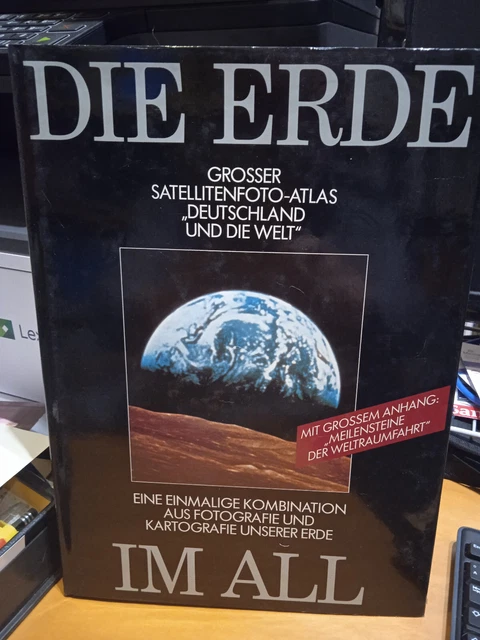 DIE ERDE
GROSSER
SATELLITENFOTO-ATLAS
„DEUTSCHLAND
UND DIE WELT“
MIT GROSSEM ANHANG:
„MEILENSTEINE
DER WELTRAUMFAHRT“
EINE EINMALIGE KOMBINATION
AUS FOTOGRAFIE UND
KARTOGRAFIE UNSERER ERDE
IM ALL
Lex